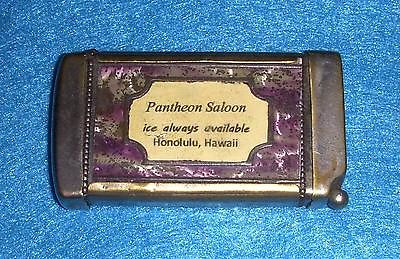 Pantheon Saloon
ice always available
Honolulu, Hawaii